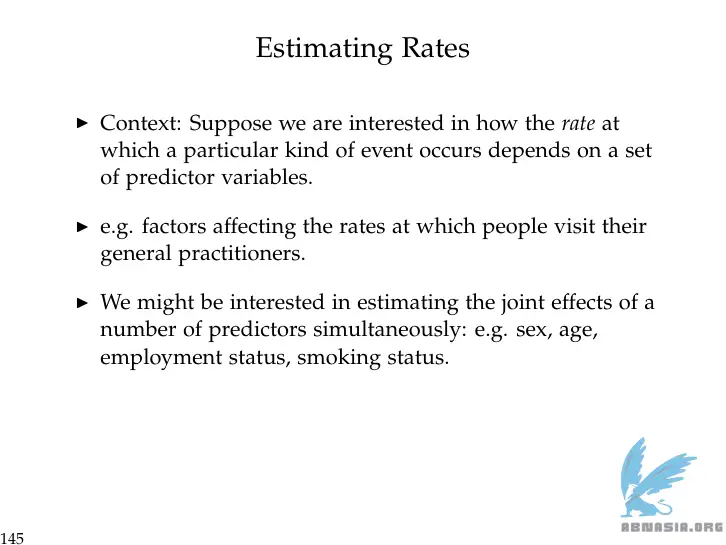 Estimating Rates
► Context: Suppose we are interested in how the rate at
which a particular kind of event occurs depends on a set
of predictor variables.
► e.g. factors affecting the rates at which people visit their
general practitioners.
► We might be interested in estimating the joint effects of a
number of predictors simultaneously: e.g. sex, age,
employment status, smoking status.
ABNASIA.ORG
145